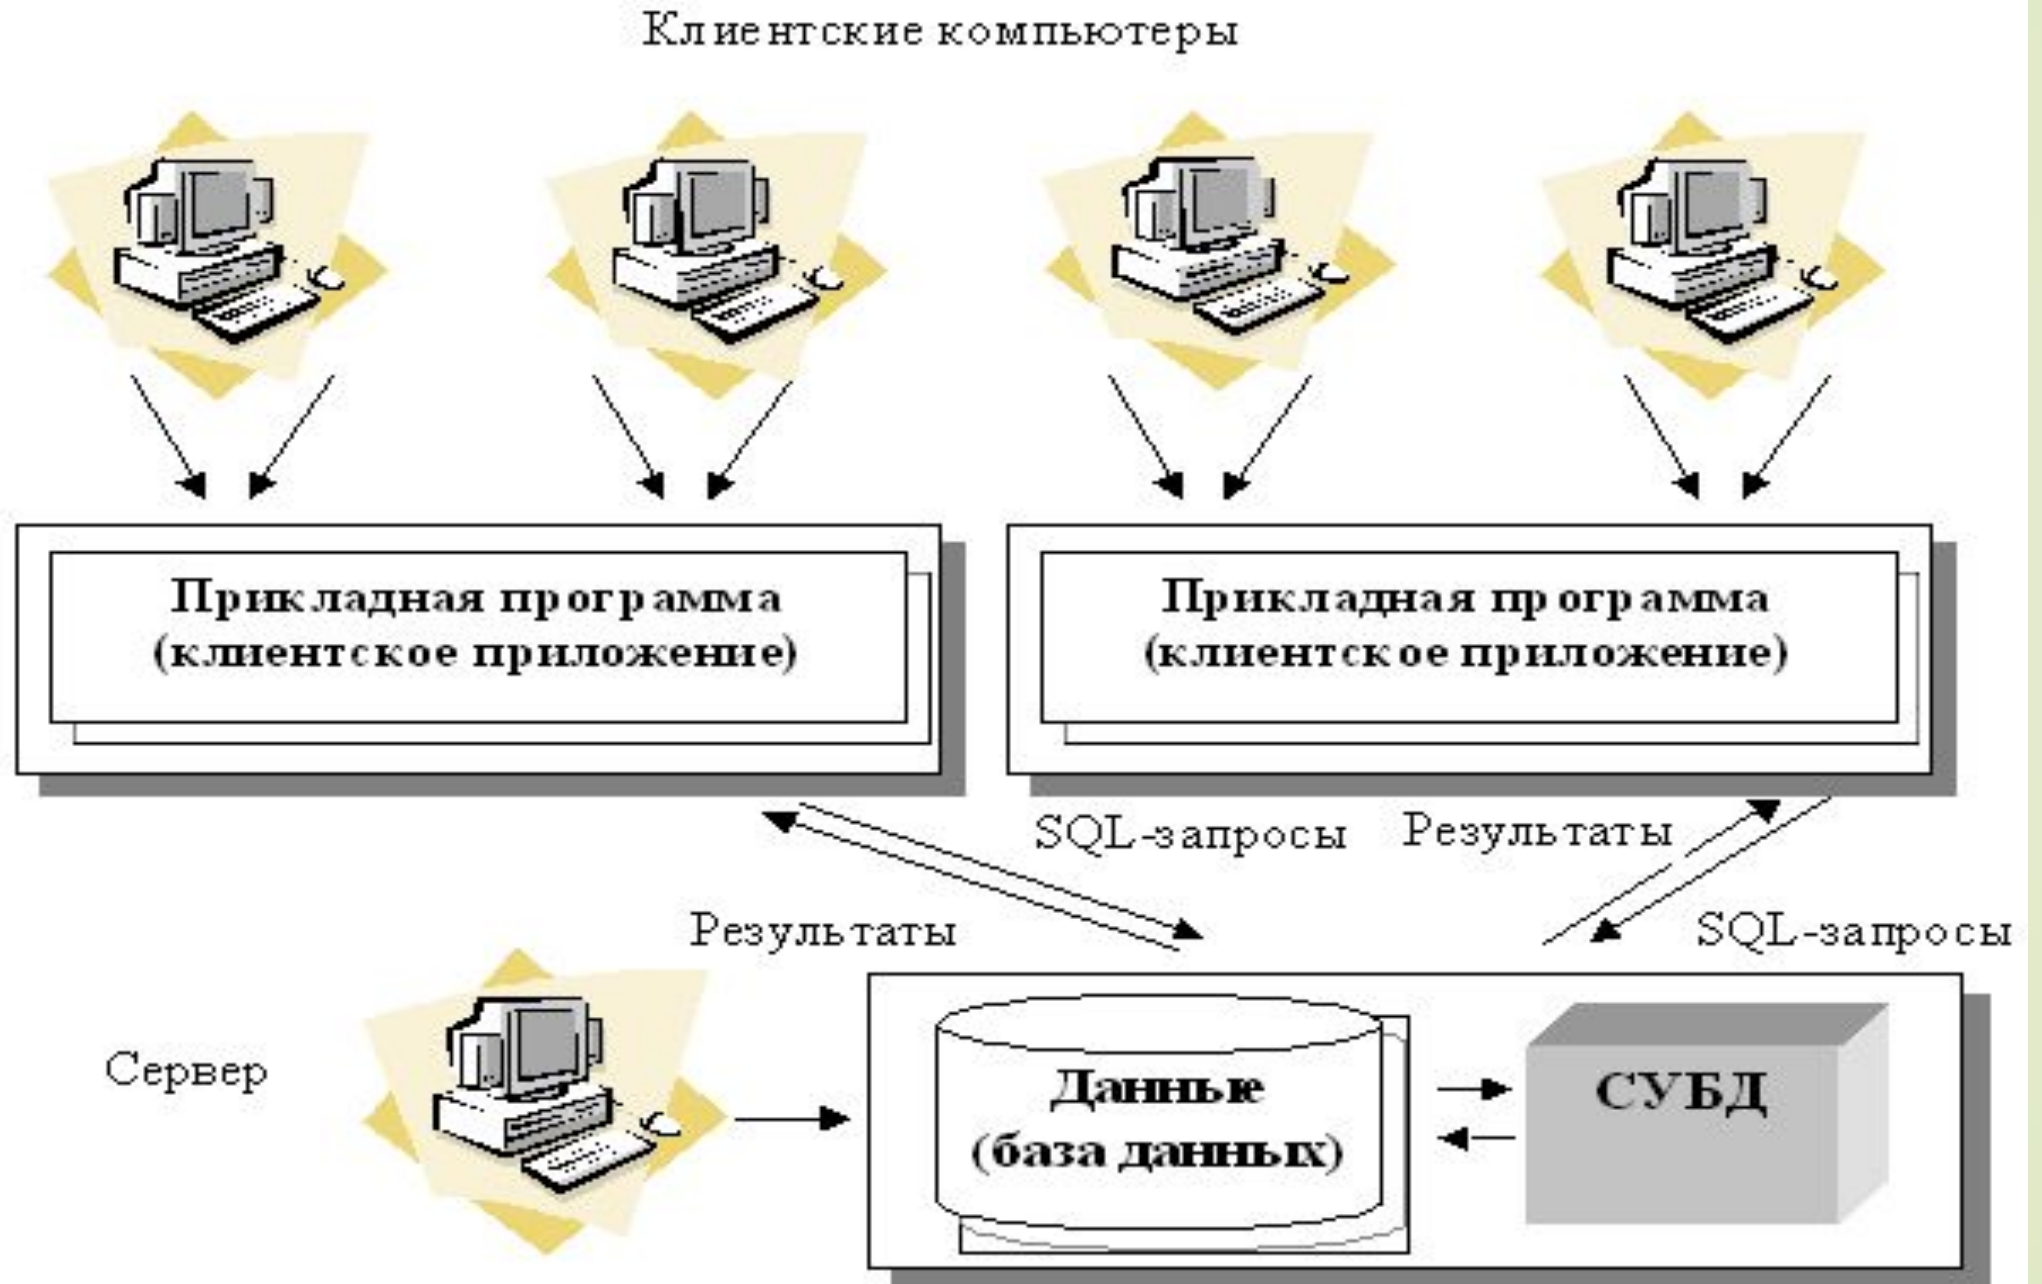 Клиентские компьютеры
Прикладная программа
(клиентское приложение)
Прикладная программа
(клиентское приложение)
SQL-запросы
Результаты
Результаты
SQL-запросы
Сервер
Данные
(база данных)
СУБД